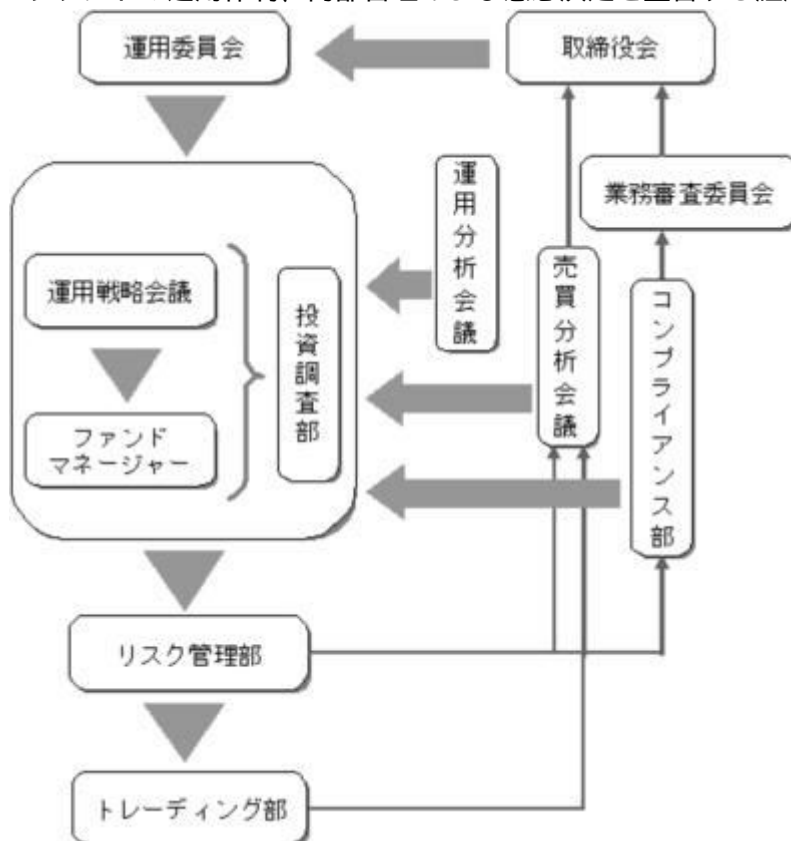 運用委員会
取締役会
業務審査委員会
運用分析会議
売買分析会議
コンプライアンス部
運用戦略会議
投資調査部
ファンド
マネージャー
リスク管理部
トレーディング部